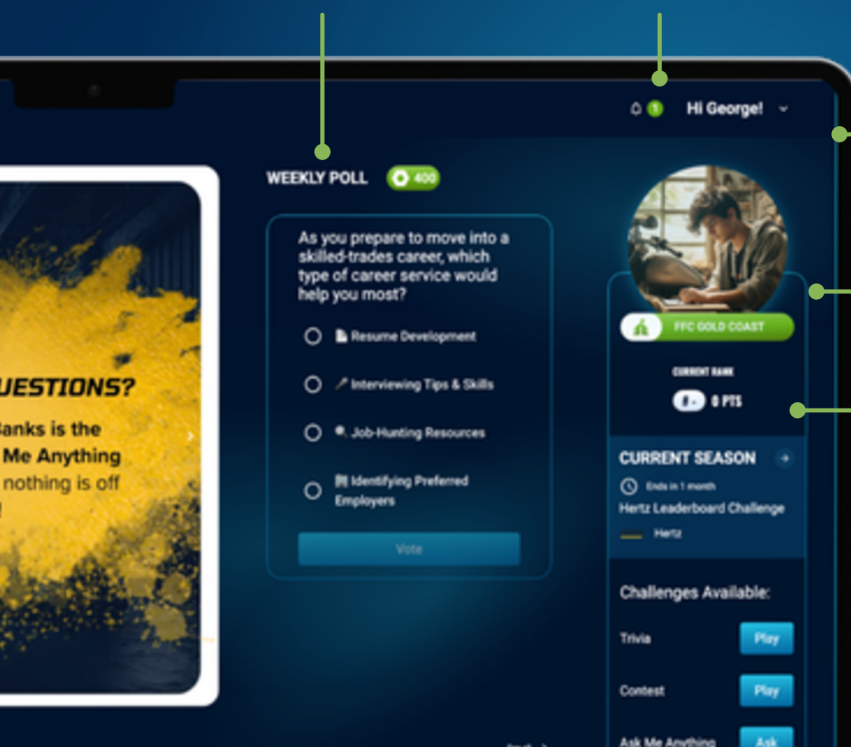 1
Hi George!
WEEKLY POLL
400
As you prepare to move into a
skilled-trades career, which
type of career service would
help you most?
Resume Development
Interviewing Tips & Skills
Job-Hunting Resources
Identifying Preferred
Employers
Vote
UESTIONS?
Banks is the
Me Anything
nothing is off
FFC GOLD COAST
CURRENT RANK
# -
0 PTS
CURRENT SEASON
Ends in 1 month
Hertz Leaderboard Challenge
Hertz
Challenges Available:
Trivia
Play
Contest
Play
Ask Me Anything
Ask